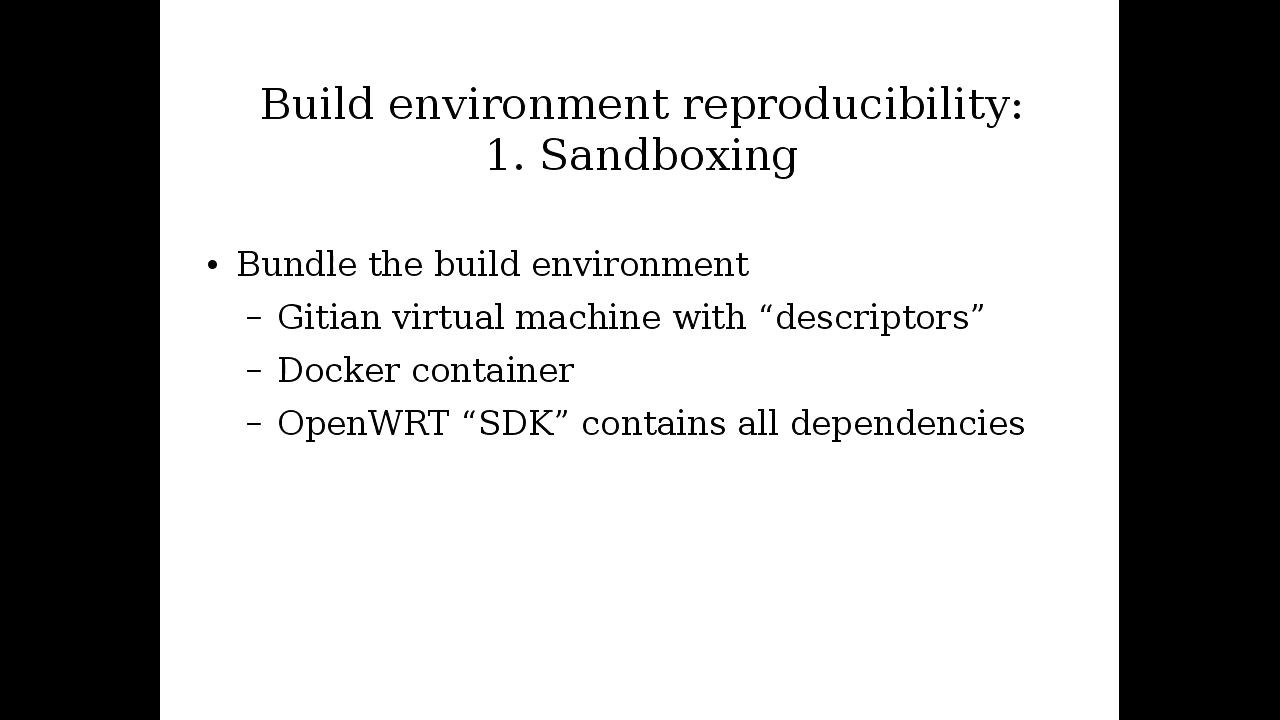 Build environment reproducibility:
1. Sandboxing
• Bundle the build environment
– Gitian virtual machine with “descriptors”
– Docker container
– OpenWRT “SDK” contains all dependencies